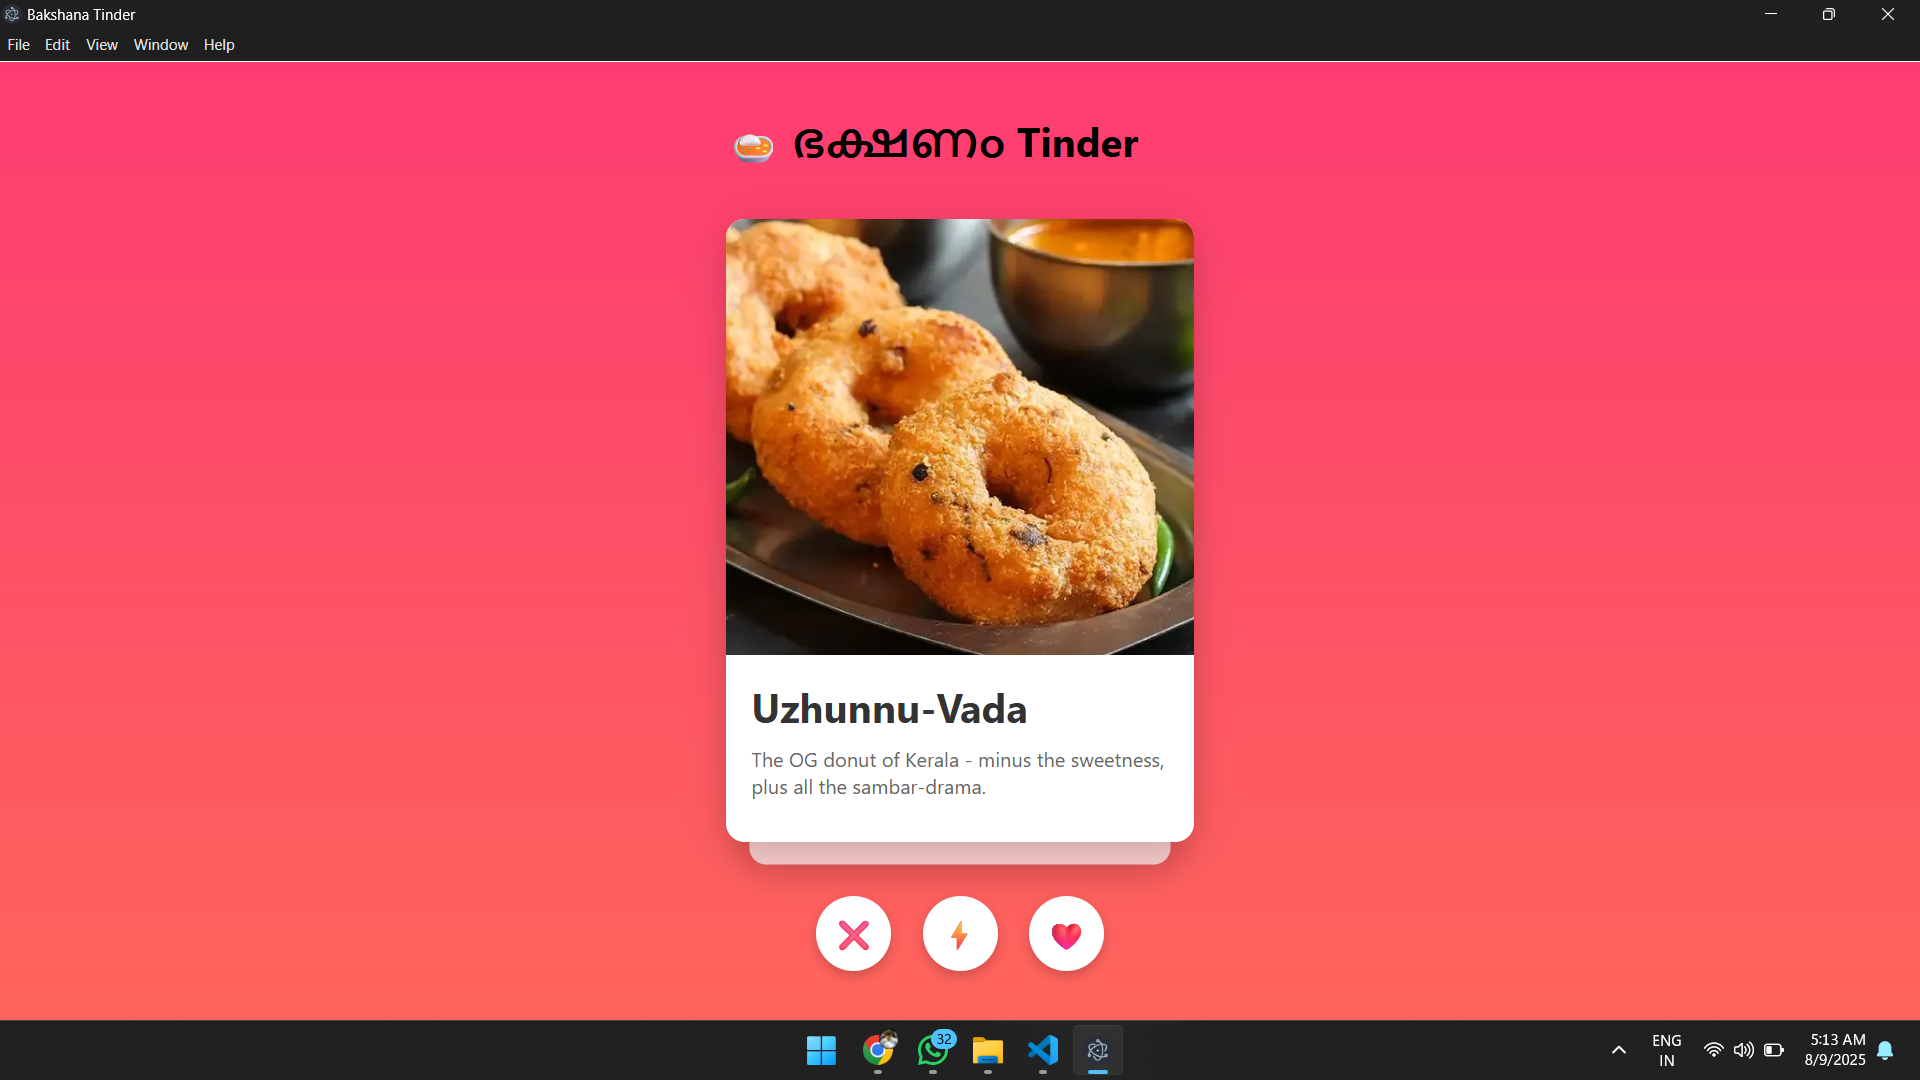 Bakshana Tinder
File Edit View Window Help
ഭക്ഷണം Tinder
Uzhunnu-Vada
The OG donut of Kerala - minus the sweetness,
plus all the sambar-drama.
32
ENG
IN
5:13 AM
8/9/2025